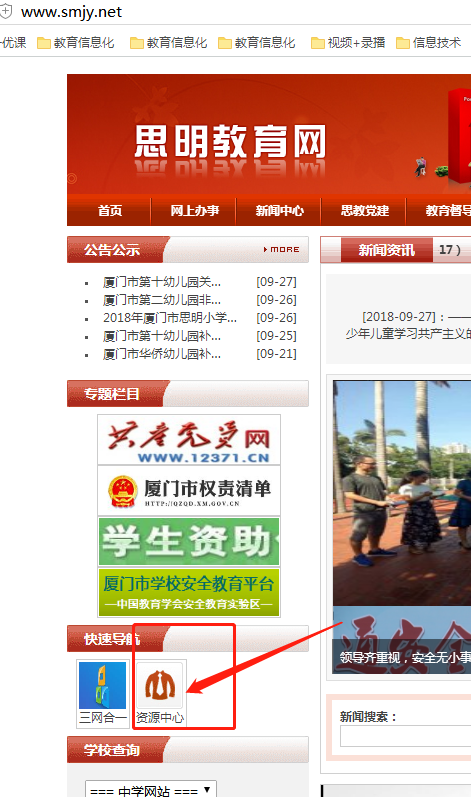 www.smjy.net
优课 教育信息化 教育信息化 教育信息化 视频+录播 信息技术
思明教育网
首页 网上办事 新闻中心 思教党建 教育督导
公告公示 MORE
厦门市第十幼儿园关... [09-27]
厦门市第二幼儿园非... [09-26]
2018年厦门市思明小学... [09-26]
厦门市第十幼儿园补... [09-25]
厦门市华侨幼儿园补... [09-21]
新闻资讯 17）
[2018-09-27]：——
少年儿童学习共产主义的
专题栏目
共产党员网
www.12371.CN
厦门市权责清单
HTTP://QZQD.XM.GOV.CN
学生资助
厦门市学校安全教育平台
—中国教育学会安全教育实验区—
领导齐重视，安全无小事
快速导航
三网合一 资源中心
新闻搜索：
学校查询
=== 中学网站 ===